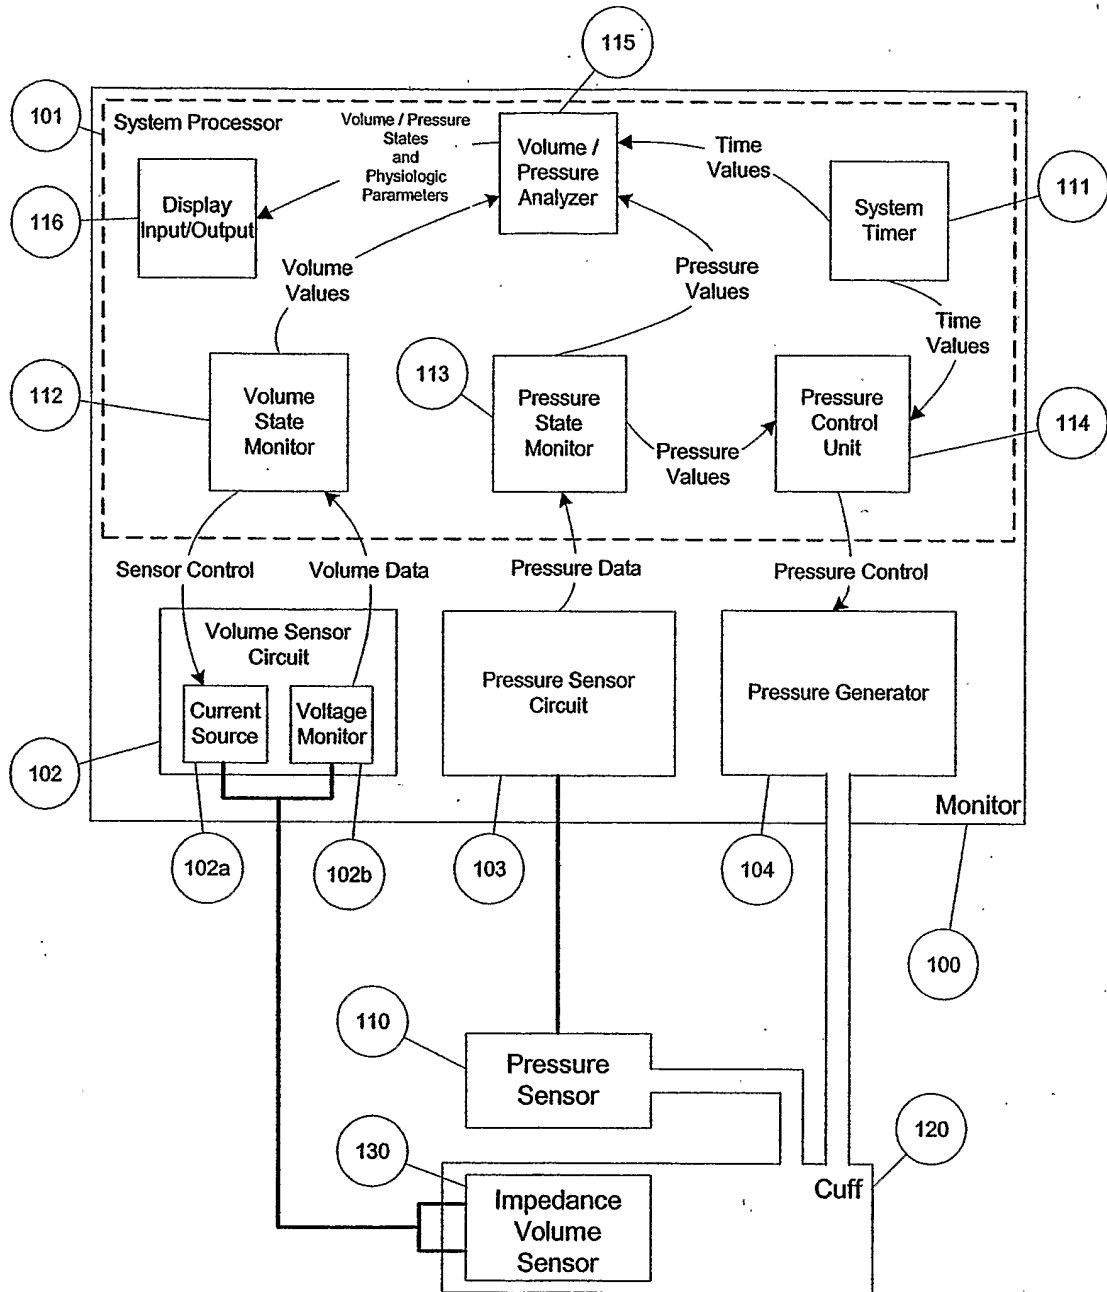 115
101
System Processor
Volume / Pressure
States
and
Physiologic
Pararmeters
Volume /
Pressure
Analyzer
Time
Values
111
116
Display
Input/Output
System
Timer
Volume
Values
Pressure
Values
Time
Values
112
Volume
State
Monitor
113
Pressure
State
Monitor
Pressure
Values
Pressure
Control
Unit
114
Sensor Control
Volume Data
Pressure Data
Pressure Control
Volume Sensor
Circuit
Current
Source
Voltage
Monitor
Pressure Sensor
Circuit
Pressure Generator
102
Monitor
102a
102b
103
104
100
110
Pressure
Sensor
120
130
Cuff
Impedance
Volume
Sensor